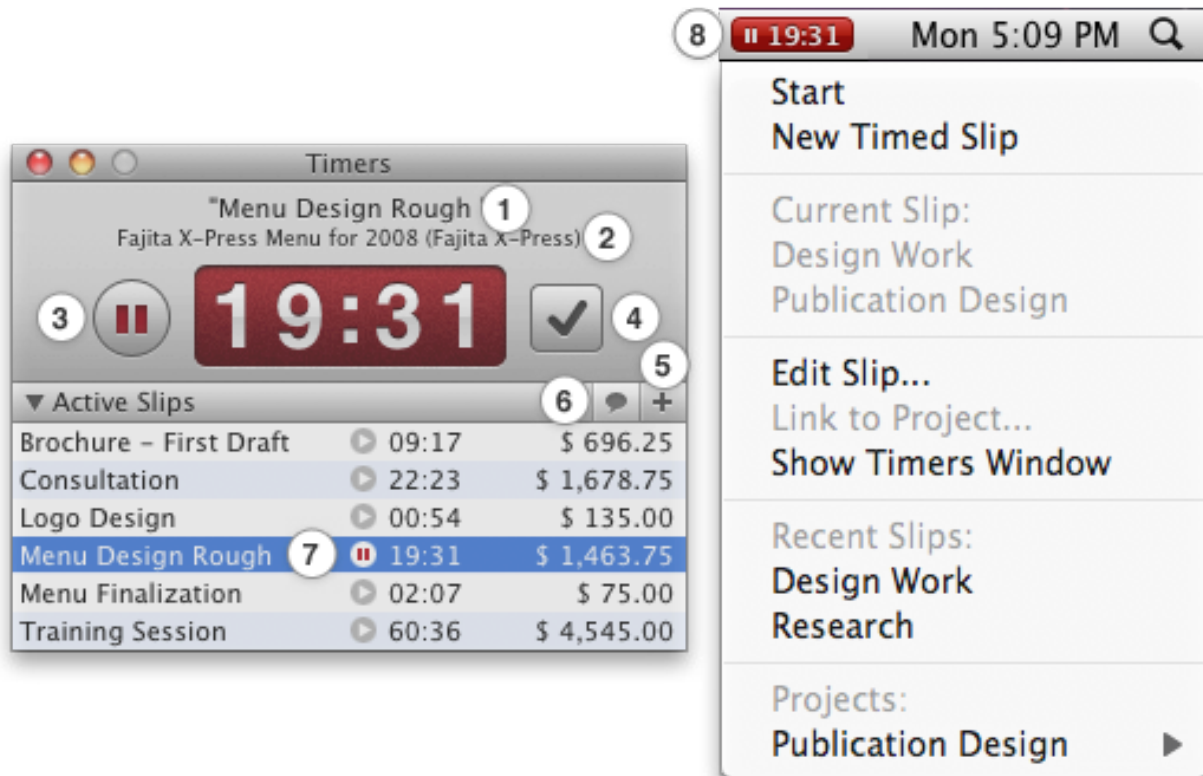 Timers
"Menu Design Rough 1
Fajita X-Press Menu for 2008 (Fajita X-Press) 2
3 19:31 4
5
Active Slips 6 +
Brochure – First Draft 09:17 $ 696.25
Consultation 22:23 $ 1,678.75
Logo Design 00:54 $ 135.00
Menu Design Rough 7 19:31 $ 1,463.75
Menu Finalization 02:07 $ 75.00
Training Session 60:36 $ 4,545.00
8 19:31 Mon 5:09 PM
Start
New Timed Slip
Current Slip:
Design Work
Publication Design
Edit Slip...
Link to Project...
Show Timers Window
Recent Slips:
Design Work
Research
Projects:
Publication Design